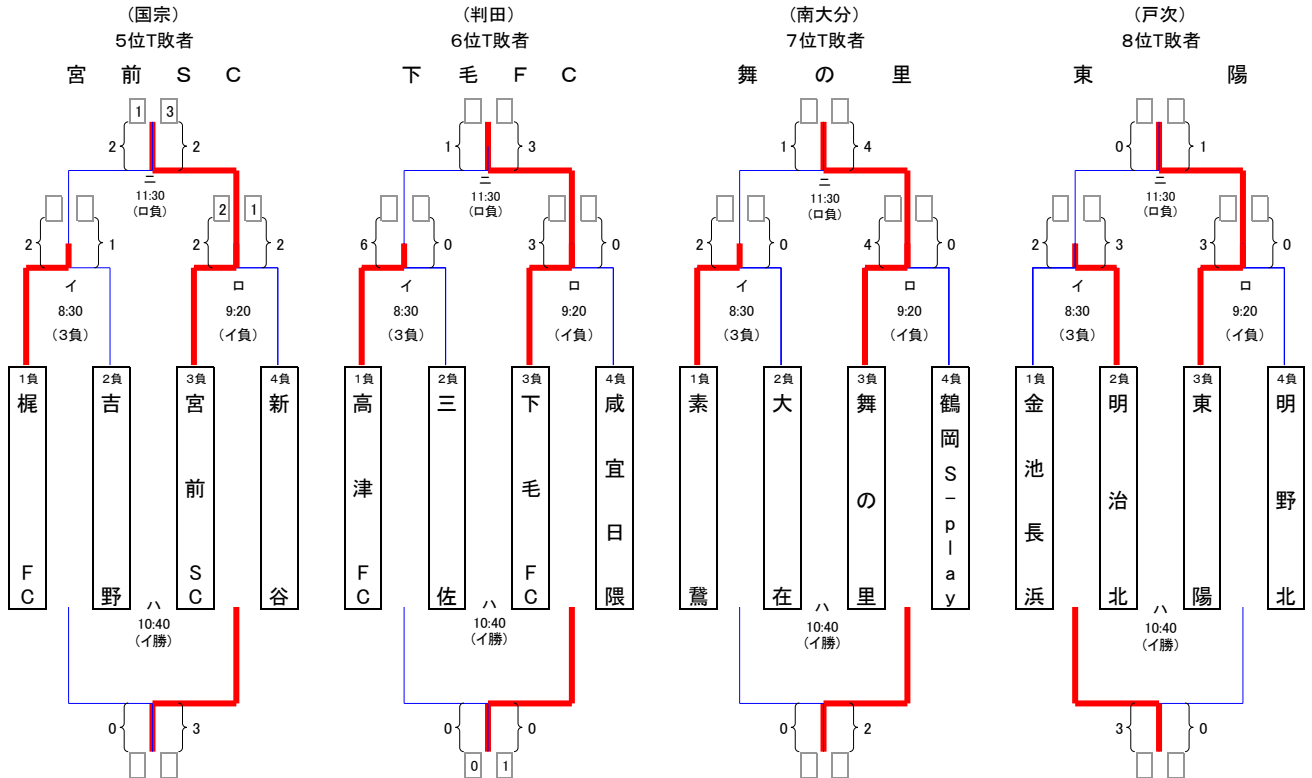 （国宗） （判田） （南大分） （戸次）
5位T敗者 6位T敗者 7位T敗者 8位T敗者
宮前SC 下毛FC 舞の里 東陽
1 3
2 2 1 3 1 4 0 1
ニ ニ ニ ニ
11:30 11:30 11:30 11:30
（ロ負） （ロ負） （ロ負） （ロ負）
2 1
2 1 2 2 6 0 3 0 2 0 4 0 2 3 3 0
イ ロ イ ロ イ ロ イ ロ
8:30 9:20 8:30 9:20 8:30 9:20 8:30 9:20
（3負） （イ負） （3負） （イ負） （3負） （イ負） （3負） （イ負）
1負 2負 3負 4負 1負 2負 3負 4負 1負 2負 3負 4負 1負 2負 3負 4負
梶FC 吉野 宮前SC 新谷 高津FC 三佐 下毛FC 咸宜日隈 素鵞 大在 舞の里 鶴岡S-play 金池長浜 明治北 東陽 明野北
ハ ハ ハ ハ
10:40 10:40 10:40 10:40
（イ勝） （イ勝） （イ勝） （イ勝）
0 3 0 0 0 2 3 0
0 1